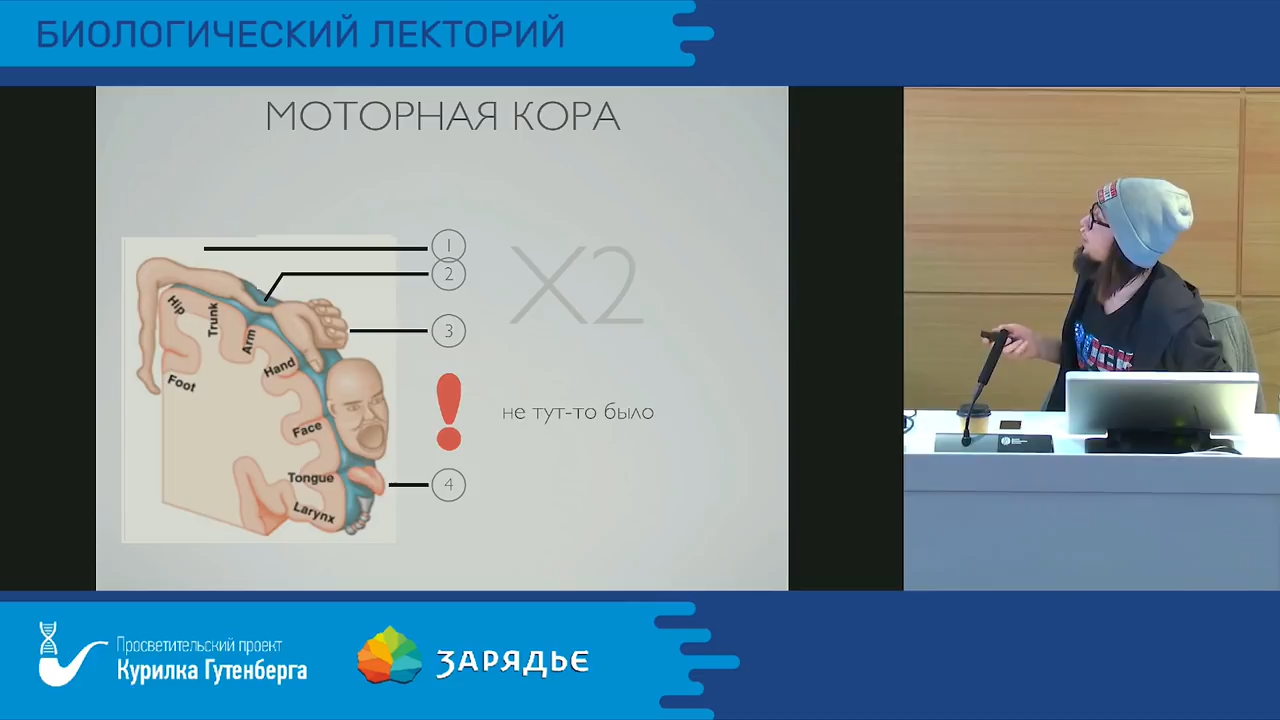 БИОЛОГИЧЕСКИЙ ЛЕКТОРИЙ
МОТОРНАЯ КОРА
1
2
3
4
X2
не тут-то было
Hip
Trunk
Arm
Hand
Foot
Face
Tongue
Larynx
Просветительский проект
Курилка Гутенберга
ЗАРЯДЬЕ